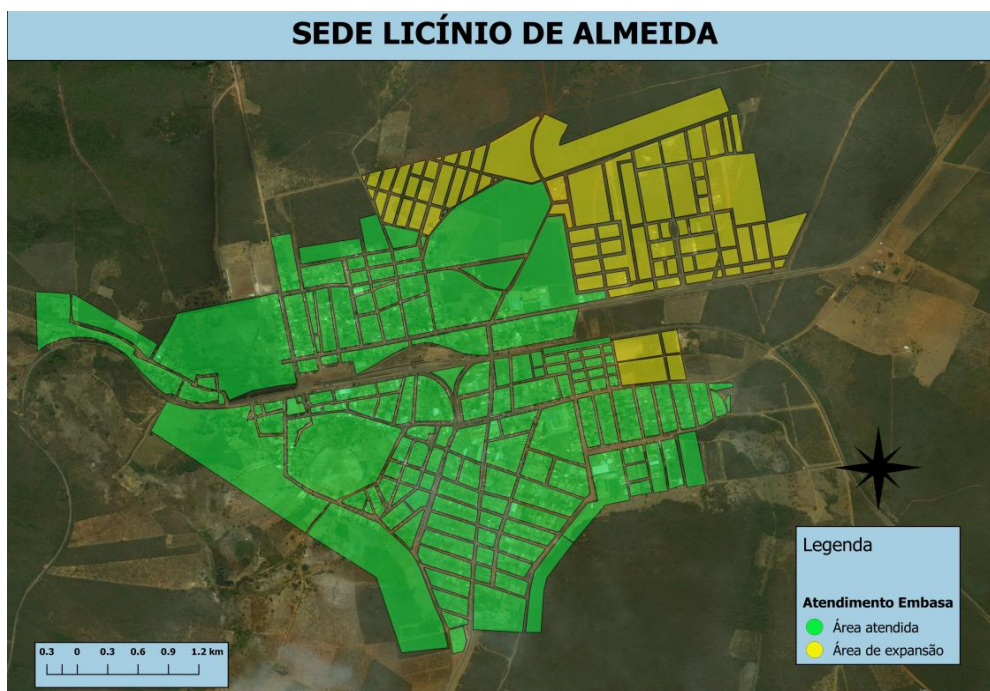 SEDE LICÍNIO DE ALMEIDA
Legenda
Atendimento Embasa
Área atendida
Área de expansão
0.3 0 0.3 0.6 0.9 1.2 km